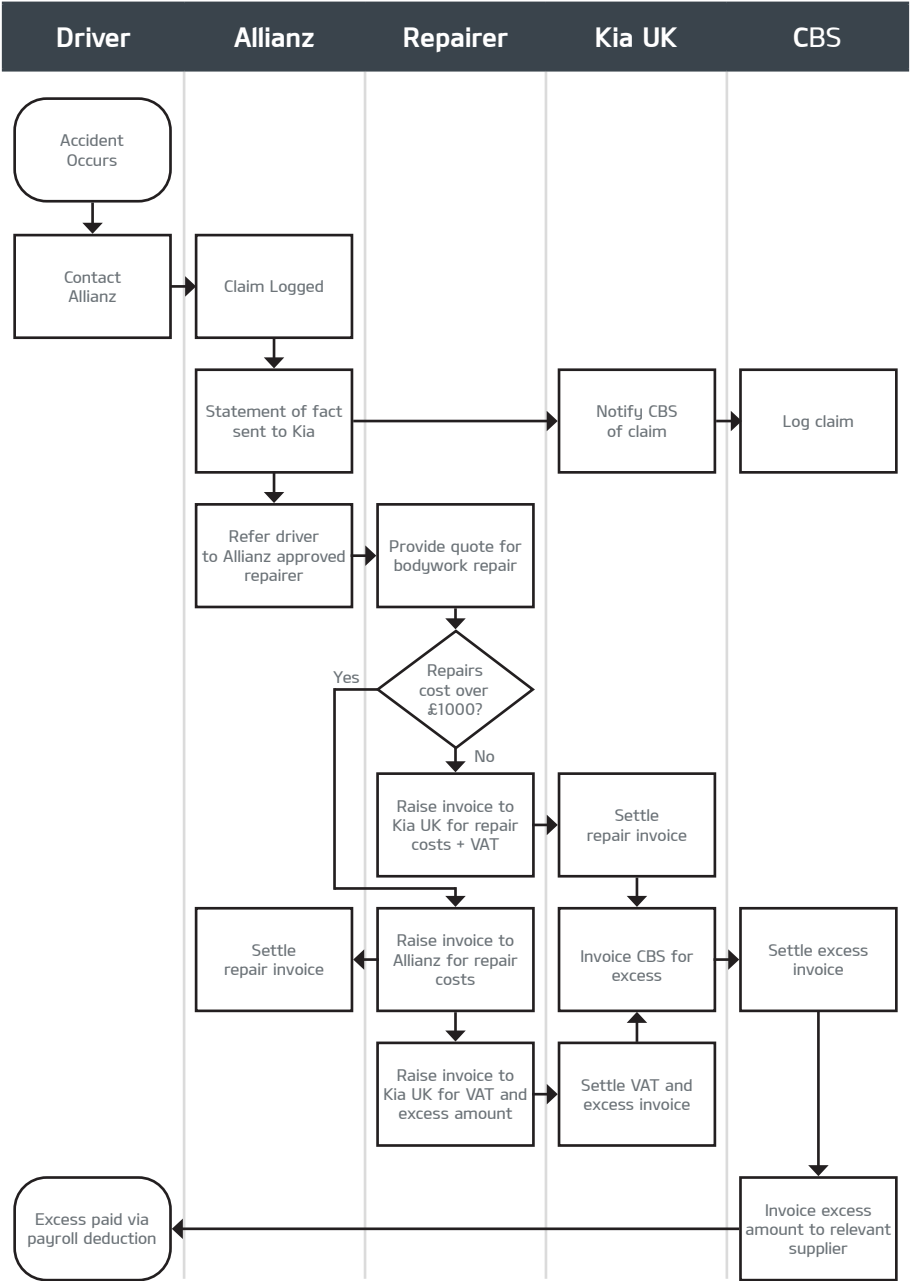 Driver Allianz Repairer Kia UK CBS
Accident
Occurs
Contact
Allianz
Claim Logged
Statement of fact
sent to Kia
Notify CBS
of claim
Log claim
Refer driver
to Allianz approved
repairer
Provide quote for
bodywork repair
Repairs
cost over
£1000?
Yes
No
Raise invoice to
Kia UK for repair
costs + VAT
Settle
repair invoice
Settle
repair invoice
Raise invoice to
Allianz for repair
costs
Invoice CBS for
excess
Settle excess
invoice
Raise invoice to
Kia UK for VAT and
excess amount
Settle VAT and
excess invoice
Excess paid via
payroll deduction
Invoice excess
amount to relevant
supplier